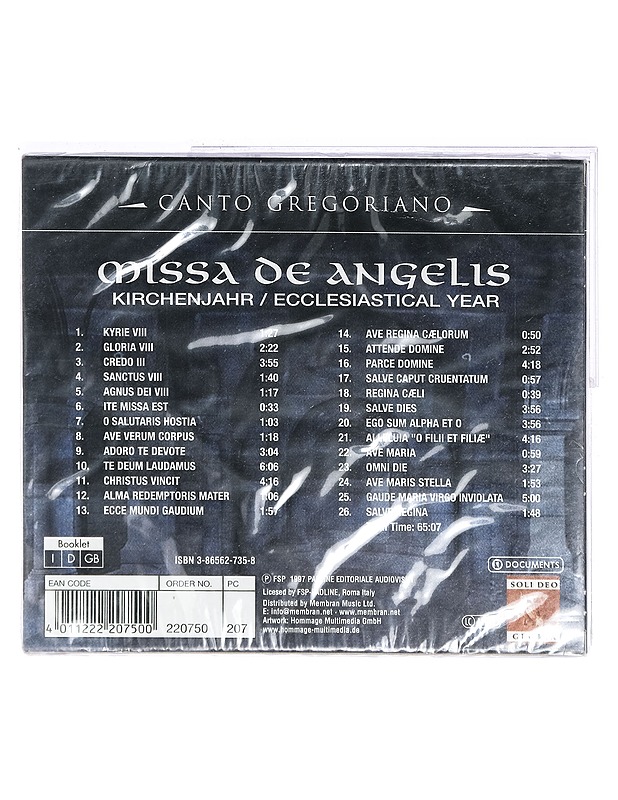 CANTO GREGORIANO
MISSA DE ANGELIS
KIRCHENJAHR / ECCLESIASTICAL YEAR
1. KYRIE VIII
2. GLORIA VIII 2:22
3. CREDO III 3:55
4. SANCTUS VIII 1:40
5. AGNUS DEI VIII 1:17
6. ITE MISSA EST 0:33
7. O SALUTARIS HOSTIA 1:03
8. AVE VERUM CORPUS 1:18
9. ADORO TE DEVOTE 3:04
10. TE DEUM LAUDAMUS 6:06
11. CHRISTUS VINCIT 4:16
12. ALMA REDEMPTORIS MATER :06
13. ECCE MUNDI GAUDIUM 1:57
14. AVE REGINA CÆLORUM 0:50
15. ATTENDE DOMINE 2:52
16. PARCE DOMINE 4:18
17. SALVE CAPUT CRUENTATUM 0:57
18. REGINA CÆLI 0:39
19. SALVE DIES 3:56
20. EGO SUM ALPHA ET O 3:56
21. ALLELUIA "O FILII ET FILIÆ" 4:16
22. AVE MARIA 0:59
23. OMNI DIE 3:27
24. AVE MARIS STELLA 1:53
25. GAUDE MARIA VIRGO INVIOLATA 5:00
26. SALVE REGINA 1:48
Time: 65:07
Booklet
I D GB
ISBN 3-86562-735-8
DOCUMENTS
EAN CODE ORDER NO. PC
4 011222 207500 220750 207
℗ FSP 1997 EDITORIALE
Licesed by FSP- Roma Italy
Distributed by Membran Music Ltd.
E: info@membran.net - www.membran.net
Artwork: Hommage Multimedia GmbH
www.hommage-multimedia.de
LC
SOLI DEO